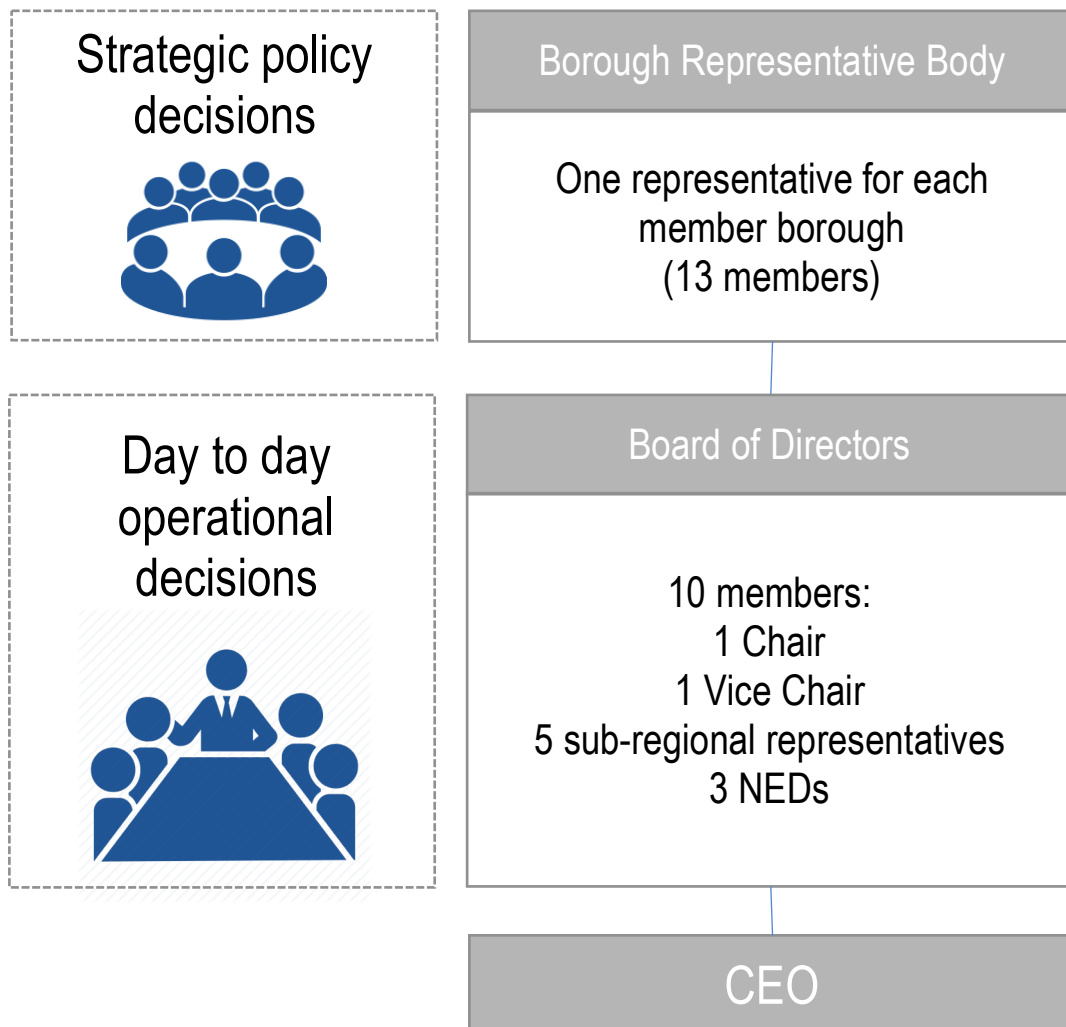 Strategic policy
decisions
Borough Representative Body
One representative for each
member borough
(13 members)
Day to day
operational
decisions
Board of Directors
10 members:
1 Chair
1 Vice Chair
5 sub-regional representatives
3 NEDs
CEO